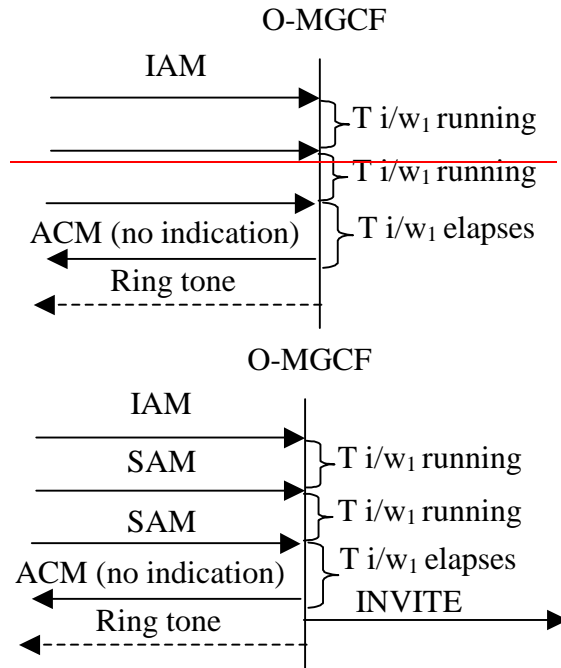 O-MGCF
IAM
T i/w₁ running
T i/w₁ running
ACM (no indication)
T i/w₁ elapses
Ring tone
O-MGCF
IAM
T i/w₁ running
SAM
T i/w₁ running
SAM
T i/w₁ elapses
ACM (no indication)
INVITE
Ring tone